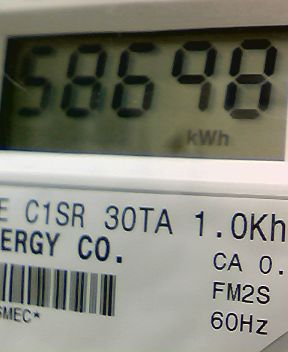 58698
kWh
E C1SR 30TA 1.0Kh
ERGY CO.
CA 0.
FM2S
60Hz
SMEC*